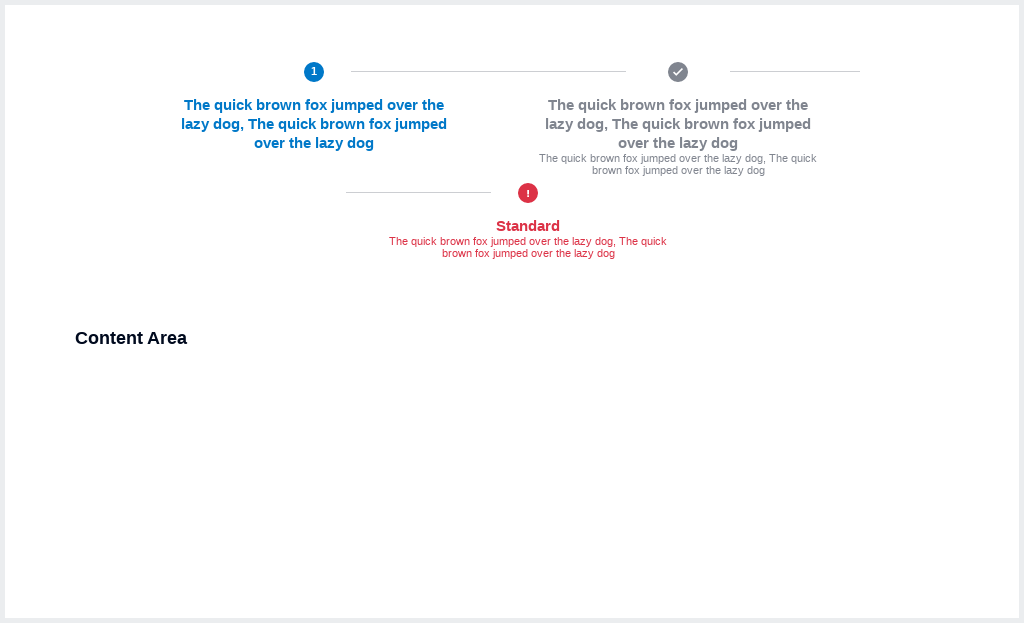 1
The quick brown fox jumped over the
lazy dog, The quick brown fox jumped
over the lazy dog
The quick brown fox jumped over the
lazy dog, The quick brown fox jumped
over the lazy dog
The quick brown fox jumped over the lazy dog, The quick
brown fox jumped over the lazy dog
!
Standard
The quick brown fox jumped over the lazy dog, The quick
brown fox jumped over the lazy dog
Content Area